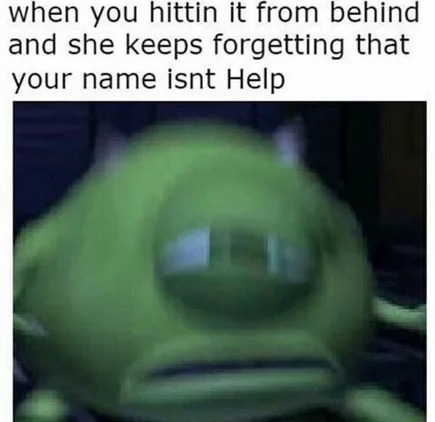 when you hittin it from behind
and she keeps forgetting that
your name isnt Help